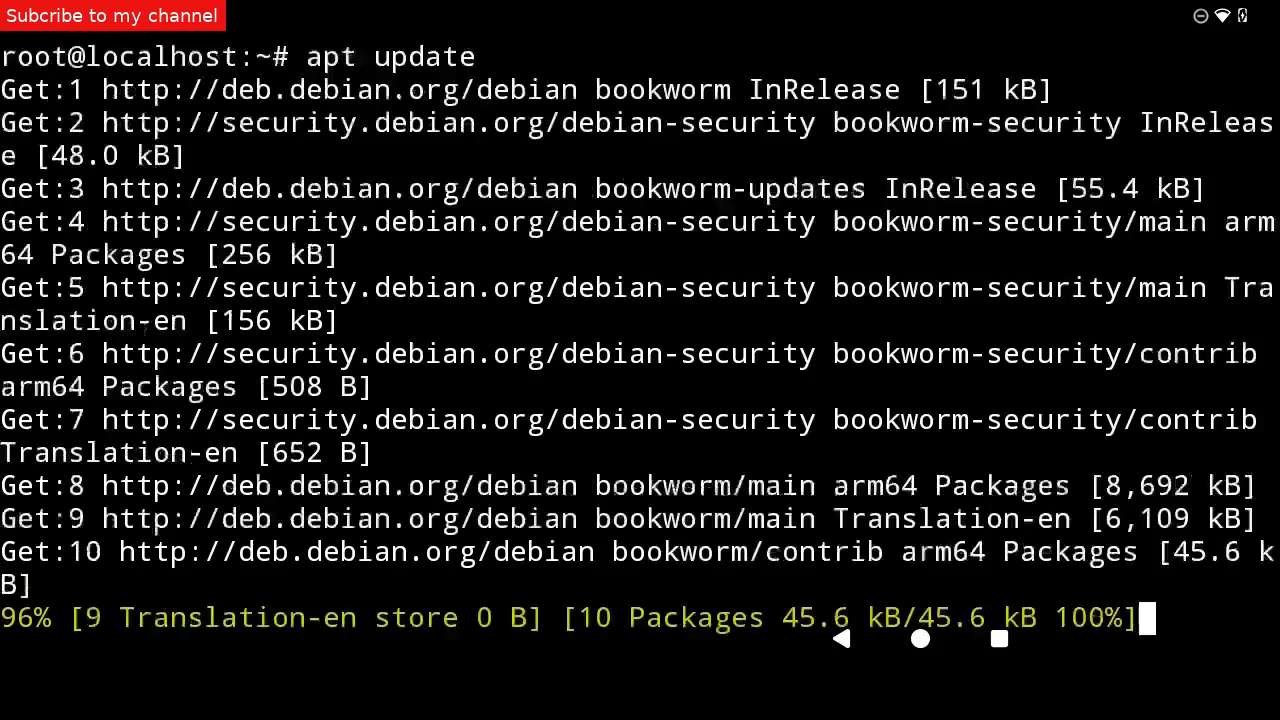 Subcribe to my channel
root@localhost:~# apt update
Get:1 http://deb.debian.org/debian bookworm InRelease [151 kB]
Get:2 http://security.debian.org/debian-security bookworm-security InReleas
e [48.0 kB]
Get:3 http://deb.debian.org/debian bookworm-updates InRelease [55.4 kB]
Get:4 http://security.debian.org/debian-security bookworm-security/main arm
64 Packages [256 kB]
Get:5 http://security.debian.org/debian-security bookworm-security/main Tra
nslation-en [156 kB]
Get:6 http://security.debian.org/debian-security bookworm-security/contrib
arm64 Packages [508 B]
Get:7 http://security.debian.org/debian-security bookworm-security/contrib
Translation-en [652 B]
Get:8 http://deb.debian.org/debian bookworm/main arm64 Packages [8,692 kB]
Get:9 http://deb.debian.org/debian bookworm/main Translation-en [6,109 kB]
Get:10 http://deb.debian.org/debian bookworm/contrib arm64 Packages [45.6 k
B]
96% [9 Translation-en store 0 B] [10 Packages 45.6 kB/45.6 kB 100%]